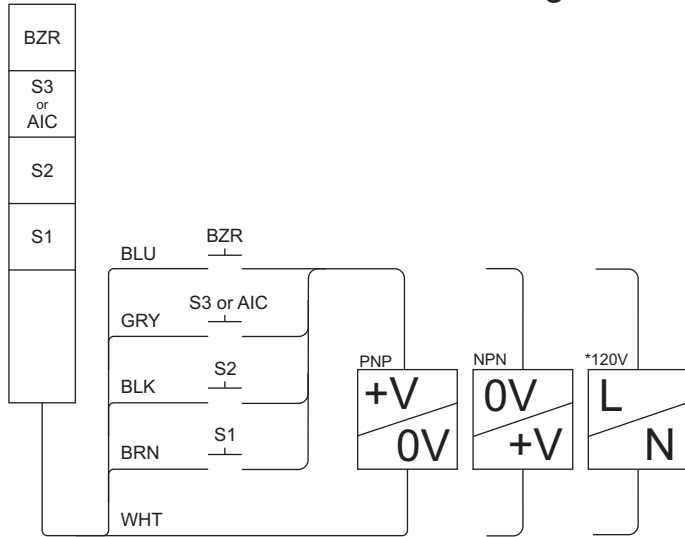 BZR
S3
or
AIC
S2
S1
BLU
BZR
GRY
S3 or AIC
BLK
S2
BRN
S1
WHT
PNP
+V
0V
NPN
0V
+V
*120V
L
N